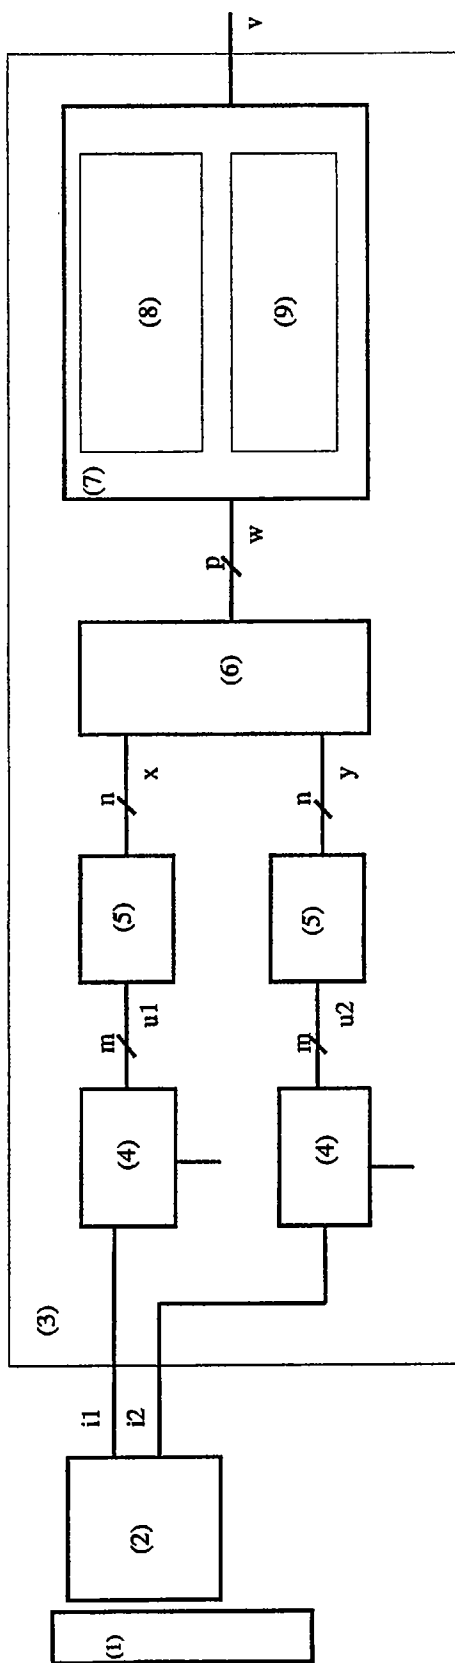 (1)
(2)
i1
i2
(3)
(4)
(4)
m
u1
m
u2
(5)
(5)
n
x
n
y
(6)
p
w
(7)
(8)
(9)
v